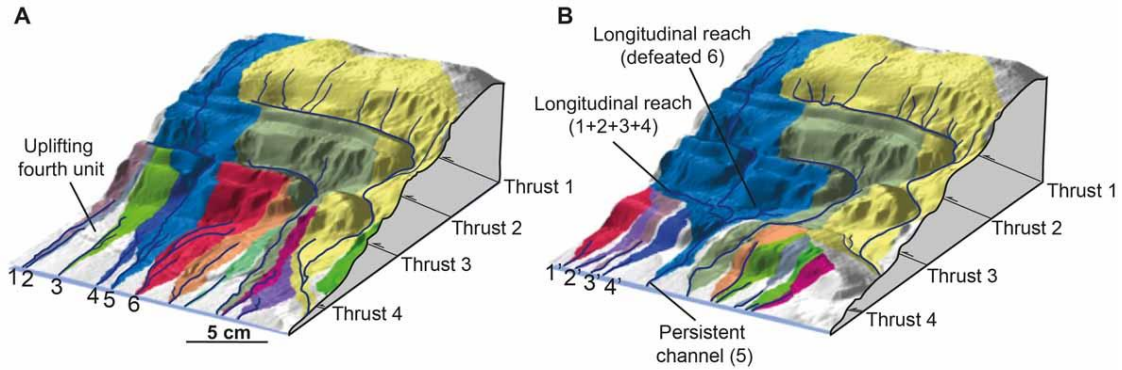 A
Uplifting
fourth unit
12
3
4
5
6
5 cm
Thrust 1
Thrust 2
Thrust 3
Thrust 4
B
Longitudinal reach
(defeated 6)
Longitudinal reach
(1+2+3+4)
1'2'3'4'
Persistent
channel (5)
Thrust 1
Thrust 2
Thrust 3
Thrust 4